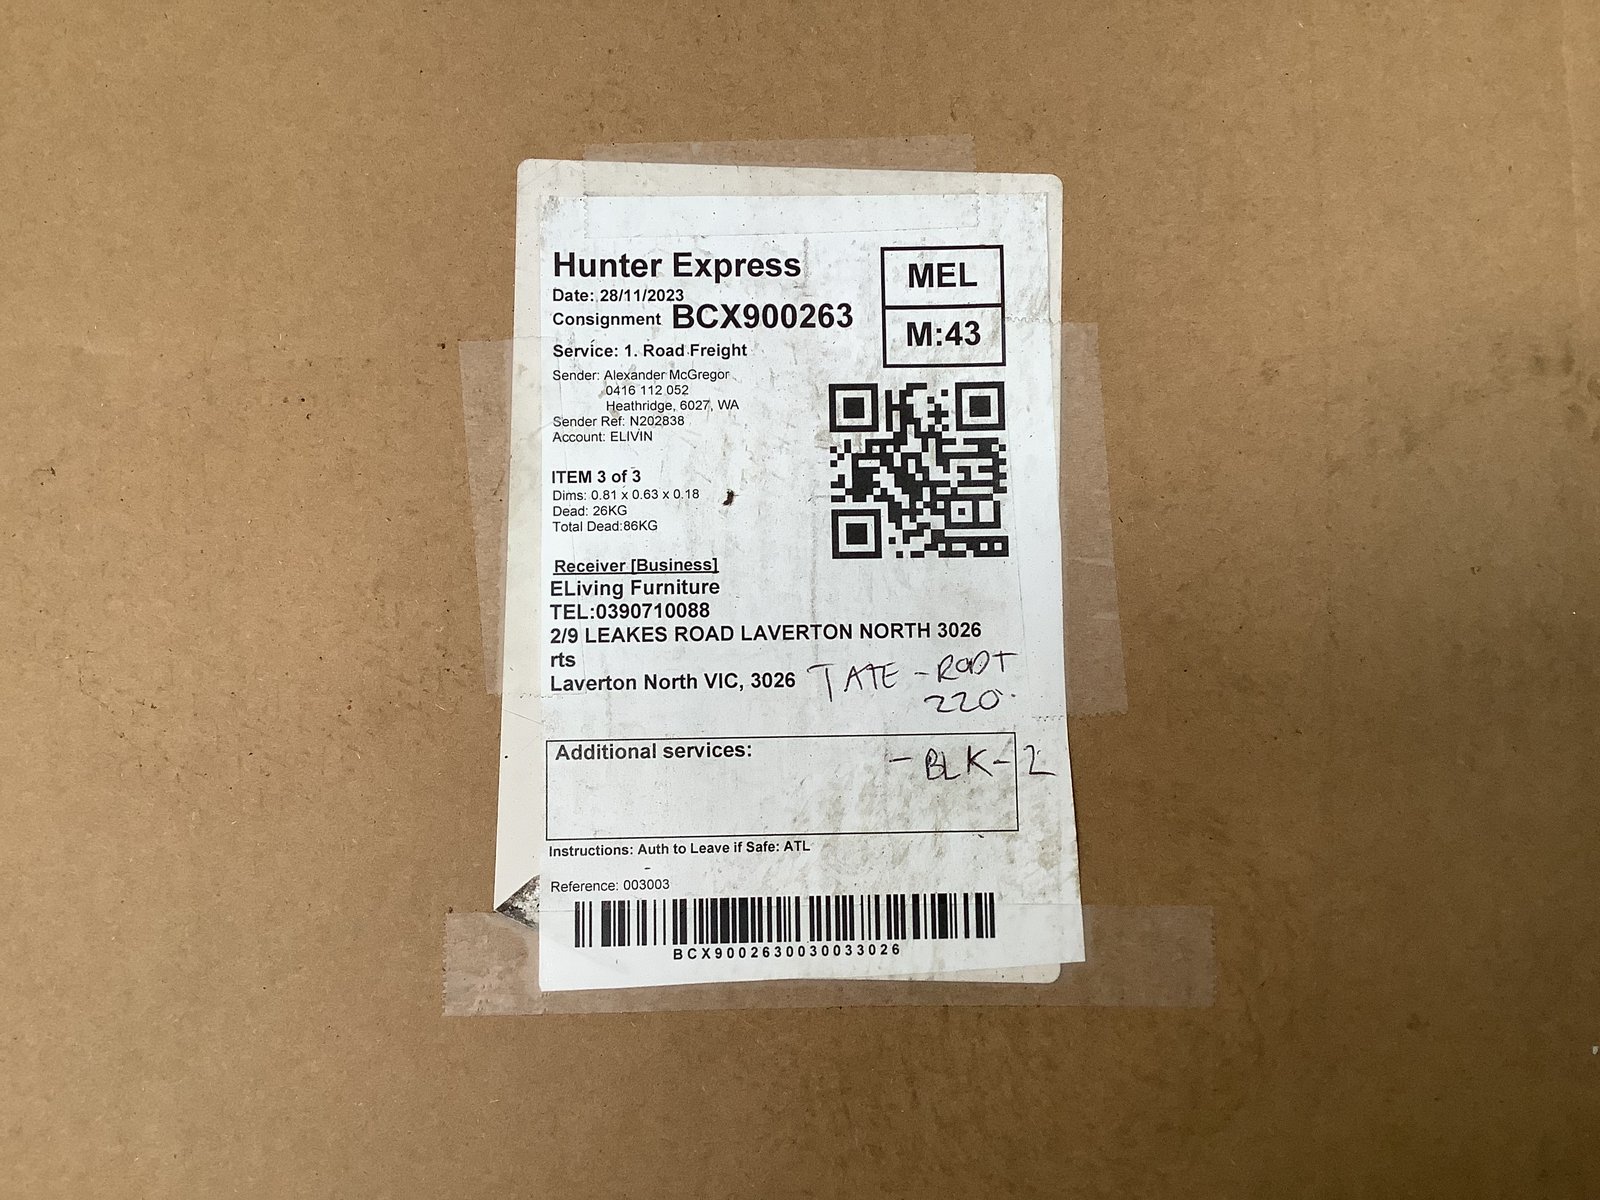 Hunter Express
Date: 28/11/2023
Consignment BCX900263
MEL
M:43
Service: 1. Road Freight
Sender: Alexander McGregor
0416 112 052
Heathridge, 6027, WA
Sender Ref: N202838
Account: ELIVIN
ITEM 3 of 3
Dims: 0.81 x 0.63 x 0.18
Dead: 26KG
Total Dead:86KG
Receiver [Business]
ELiving Furniture
TEL:0390710088
2/9 LEAKES ROAD LAVERTON NORTH 3026
rts
Laverton North VIC, 3026
TATE -
220
Additional services:
- BLK - 2
Instructions: Auth to Leave if Safe: ATL
Reference: 003003
BCX9002630030033026